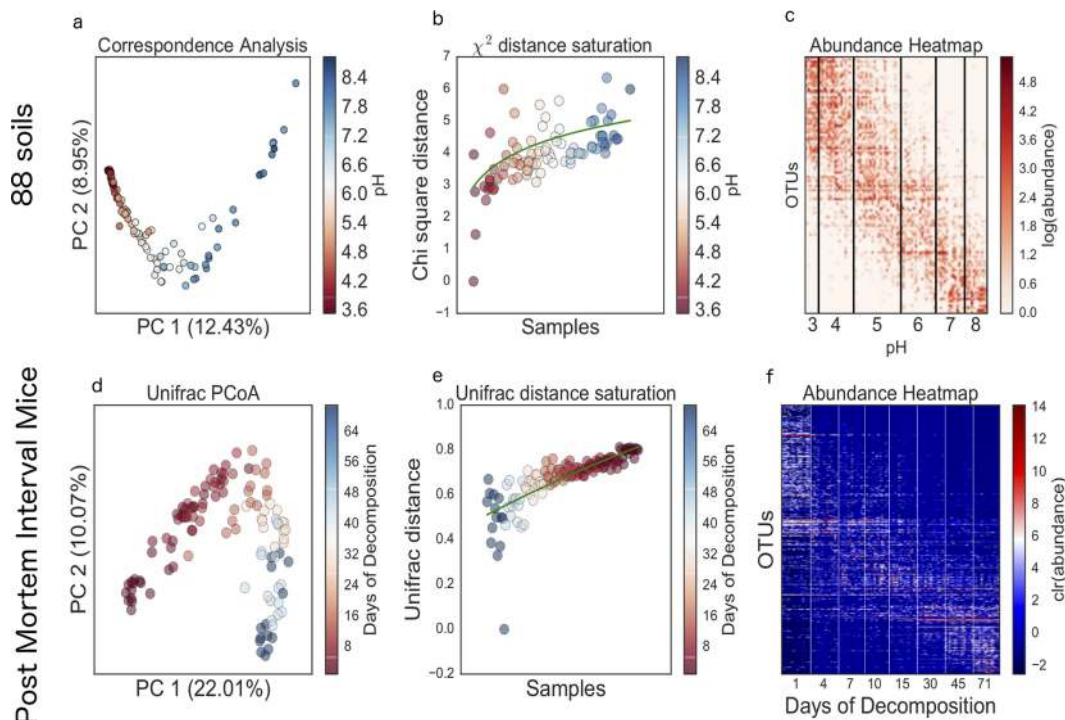 88 soils
a
Correspondence Analysis
PC 2 (8.95%)
PC 1 (12.43%)
8.4
7.8
7.2
6.6
6.0
5.4
4.8
4.2
3.6
pH
b
χ² distance saturation
Chi square distance
7
6
5
4
3
2
1
0
−1
Samples
8.4
7.8
7.2
6.6
6.0
5.4
4.8
4.2
3.6
pH
c
Abundance Heatmap
OTUs
3 4 5 6 7 8
pH
4.8
4.2
3.6
3.0
2.4
1.8
1.2
0.6
0.0
log(abundance)
Post Mortem Interval Mice
d
Unifrac PCoA
PC 2 (10.07%)
PC 1 (22.01%)
64
56
48
40
32
24
16
8
Days of Decomposition
e
Unifrac distance saturation
Unifrac distance
1.0
0.8
0.6
0.4
0.2
0.0
−0.2
Samples
64
56
48
40
32
24
16
8
Days of Decomposition
f
Abundance Heatmap
OTUs
1 4 7 10 15 30 45 71
Days of Decomposition
14
12
10
8
6
4
2
0
−2
clr(abundance)